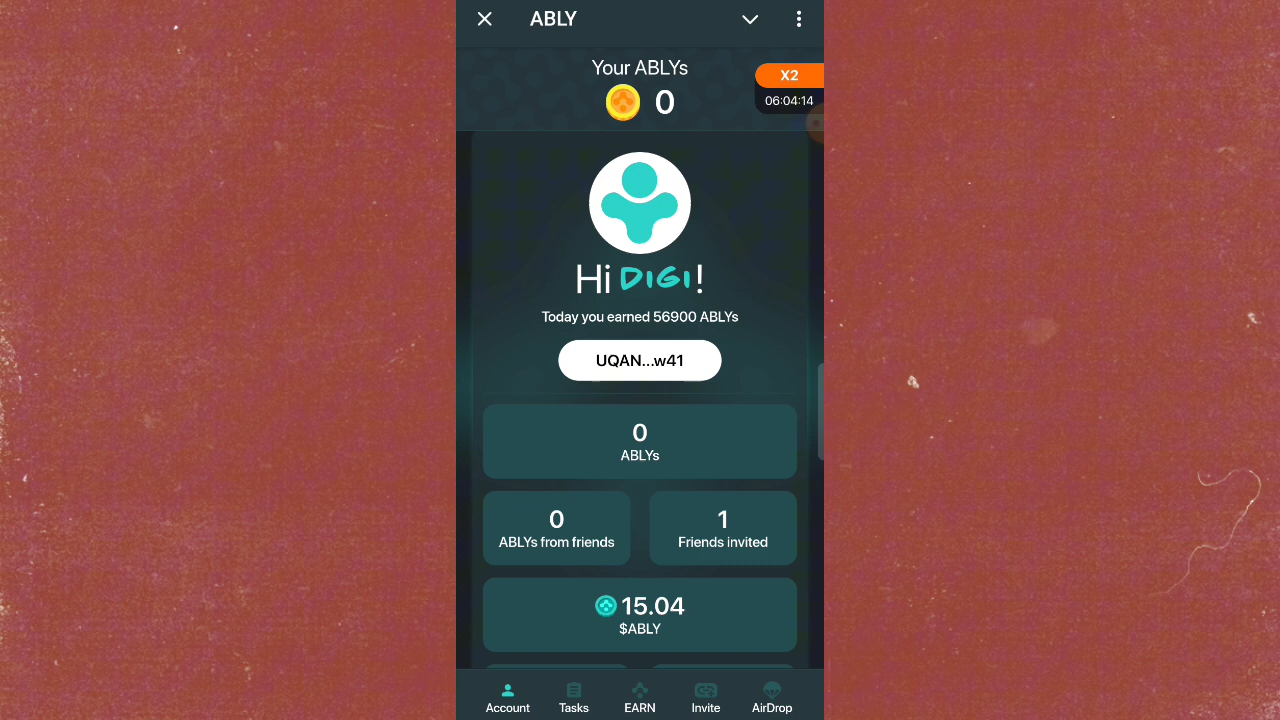 ABLY
Your ABLYs
0
X2
06:04:14
Hi DIGI!
Today you earned 56900 ABLYs
UQAN...w41
0
ABLYs
0
ABLYs from friends
1
Friends invited
15.04
$ABLY
Account
Tasks
EARN
Invite
AirDrop